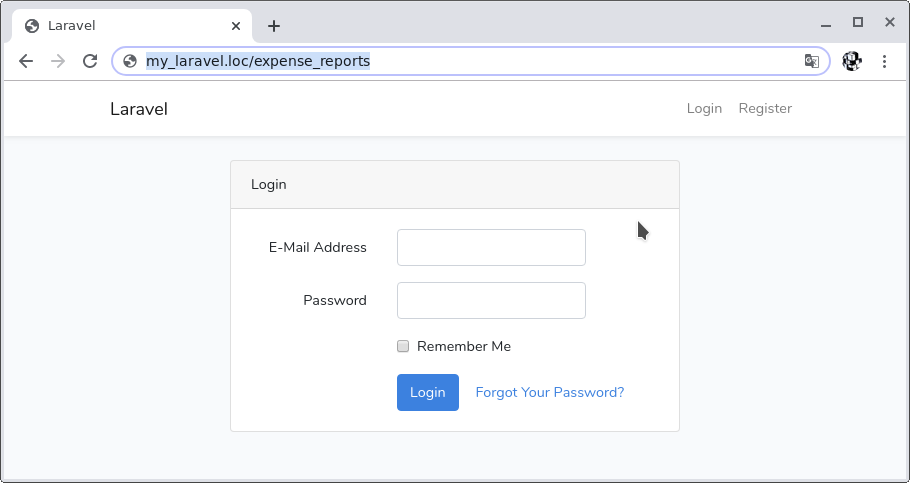 Laravel
my_laravel.loc/expense_reports
Laravel
Login Register
Login
E-Mail Address
Password
Remember Me
Login Forgot Your Password?